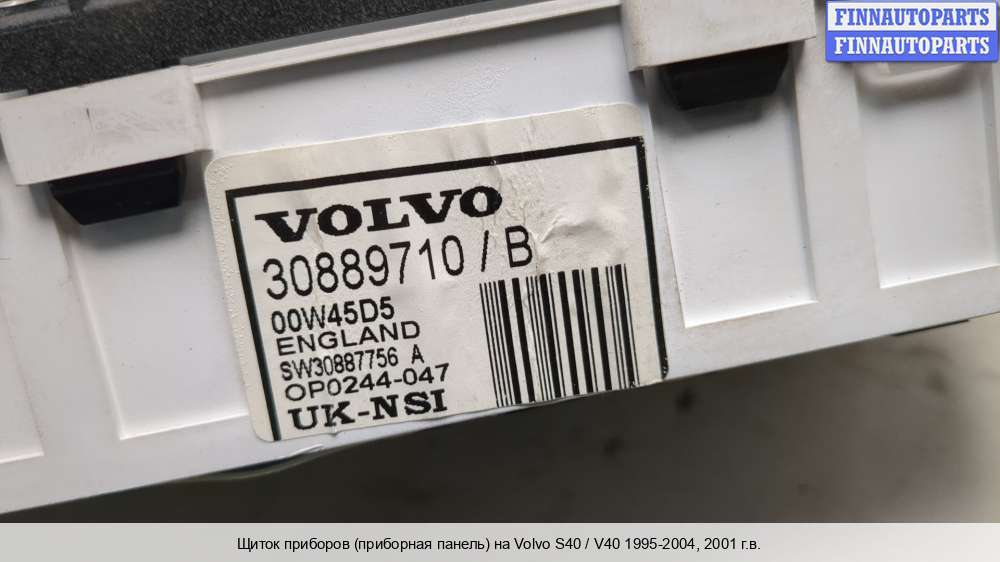 FINNAUTOPARTS
FINNAUTOPARTS
VOLVO
30889710 / B
00W45D5
ENGLAND
SW30887756 A
OP0244-047
UK-NSI
Щиток приборов (приборная панель) на Volvo S40 / V40 1995-2004, 2001 г.в.